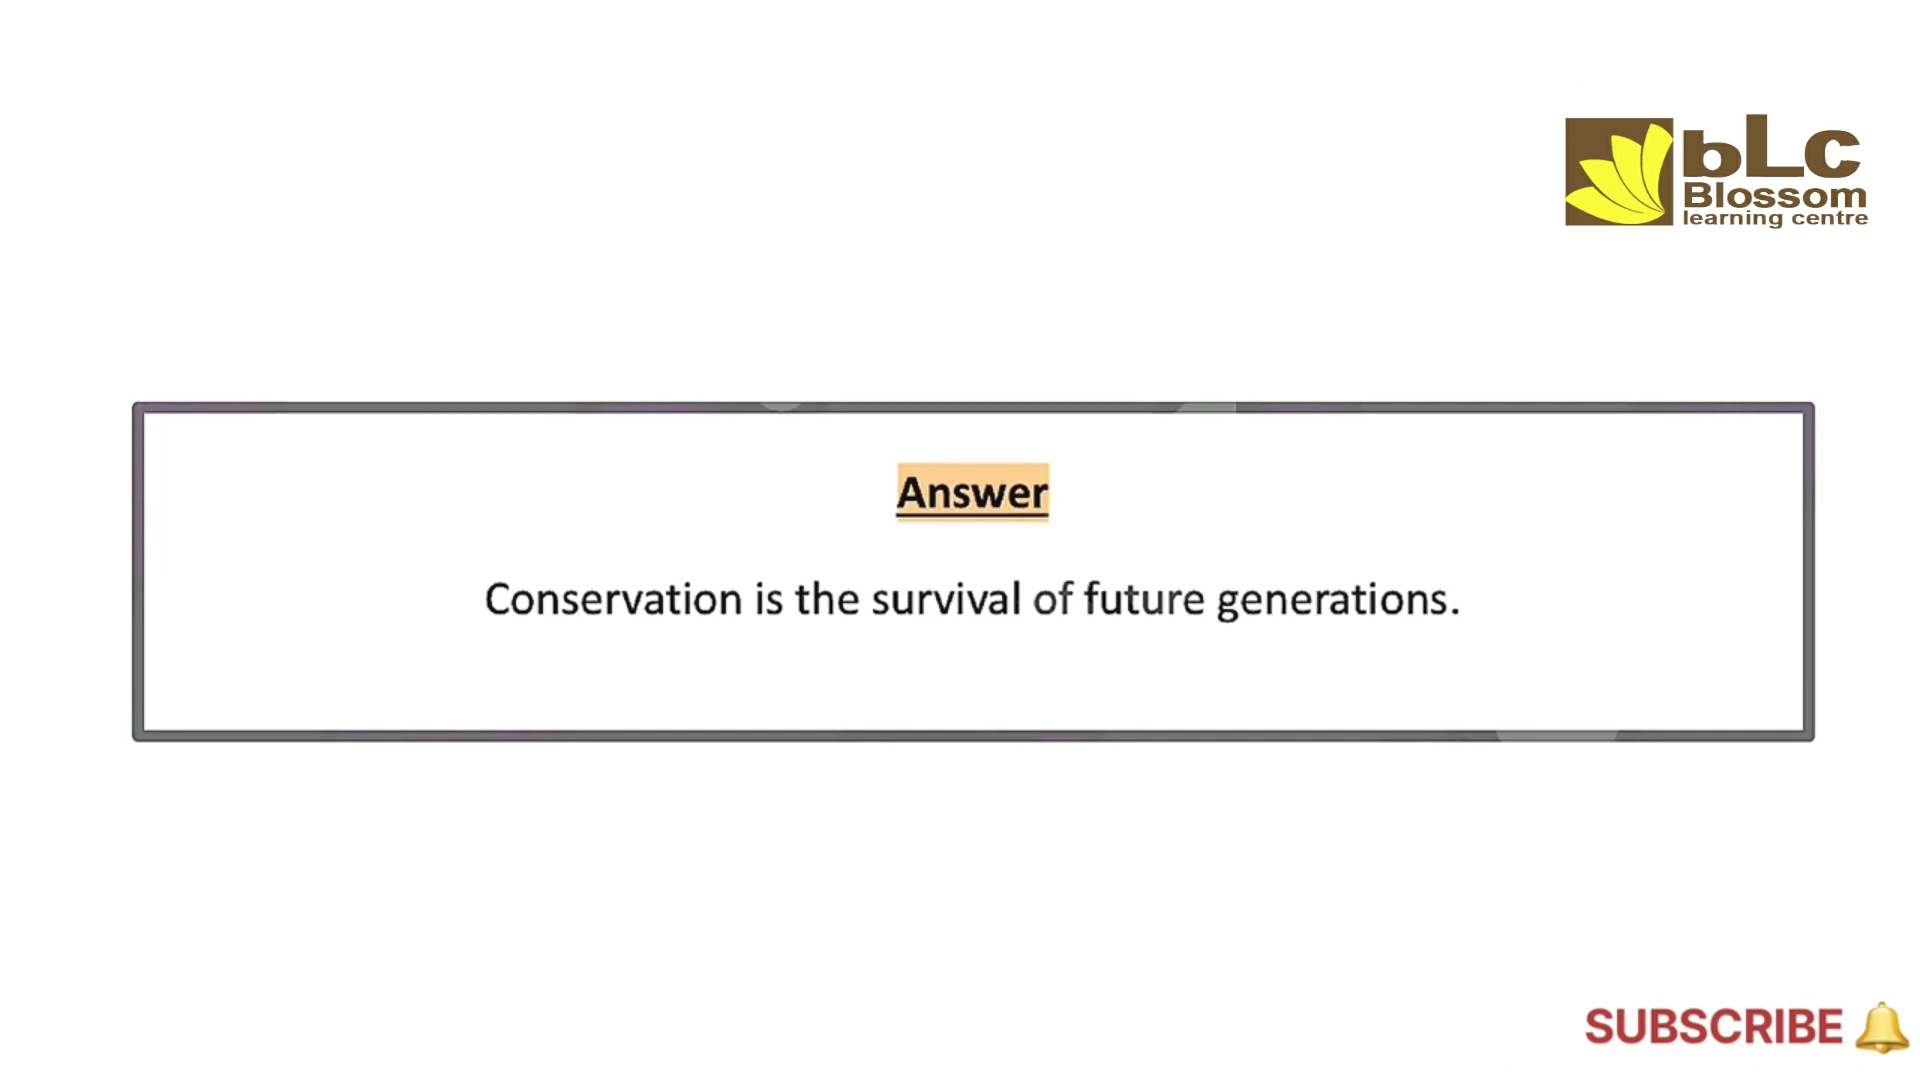 bLc
Blossom
learning centre
Answer
Conservation is the survival of future generations.
SUBSCRIBE